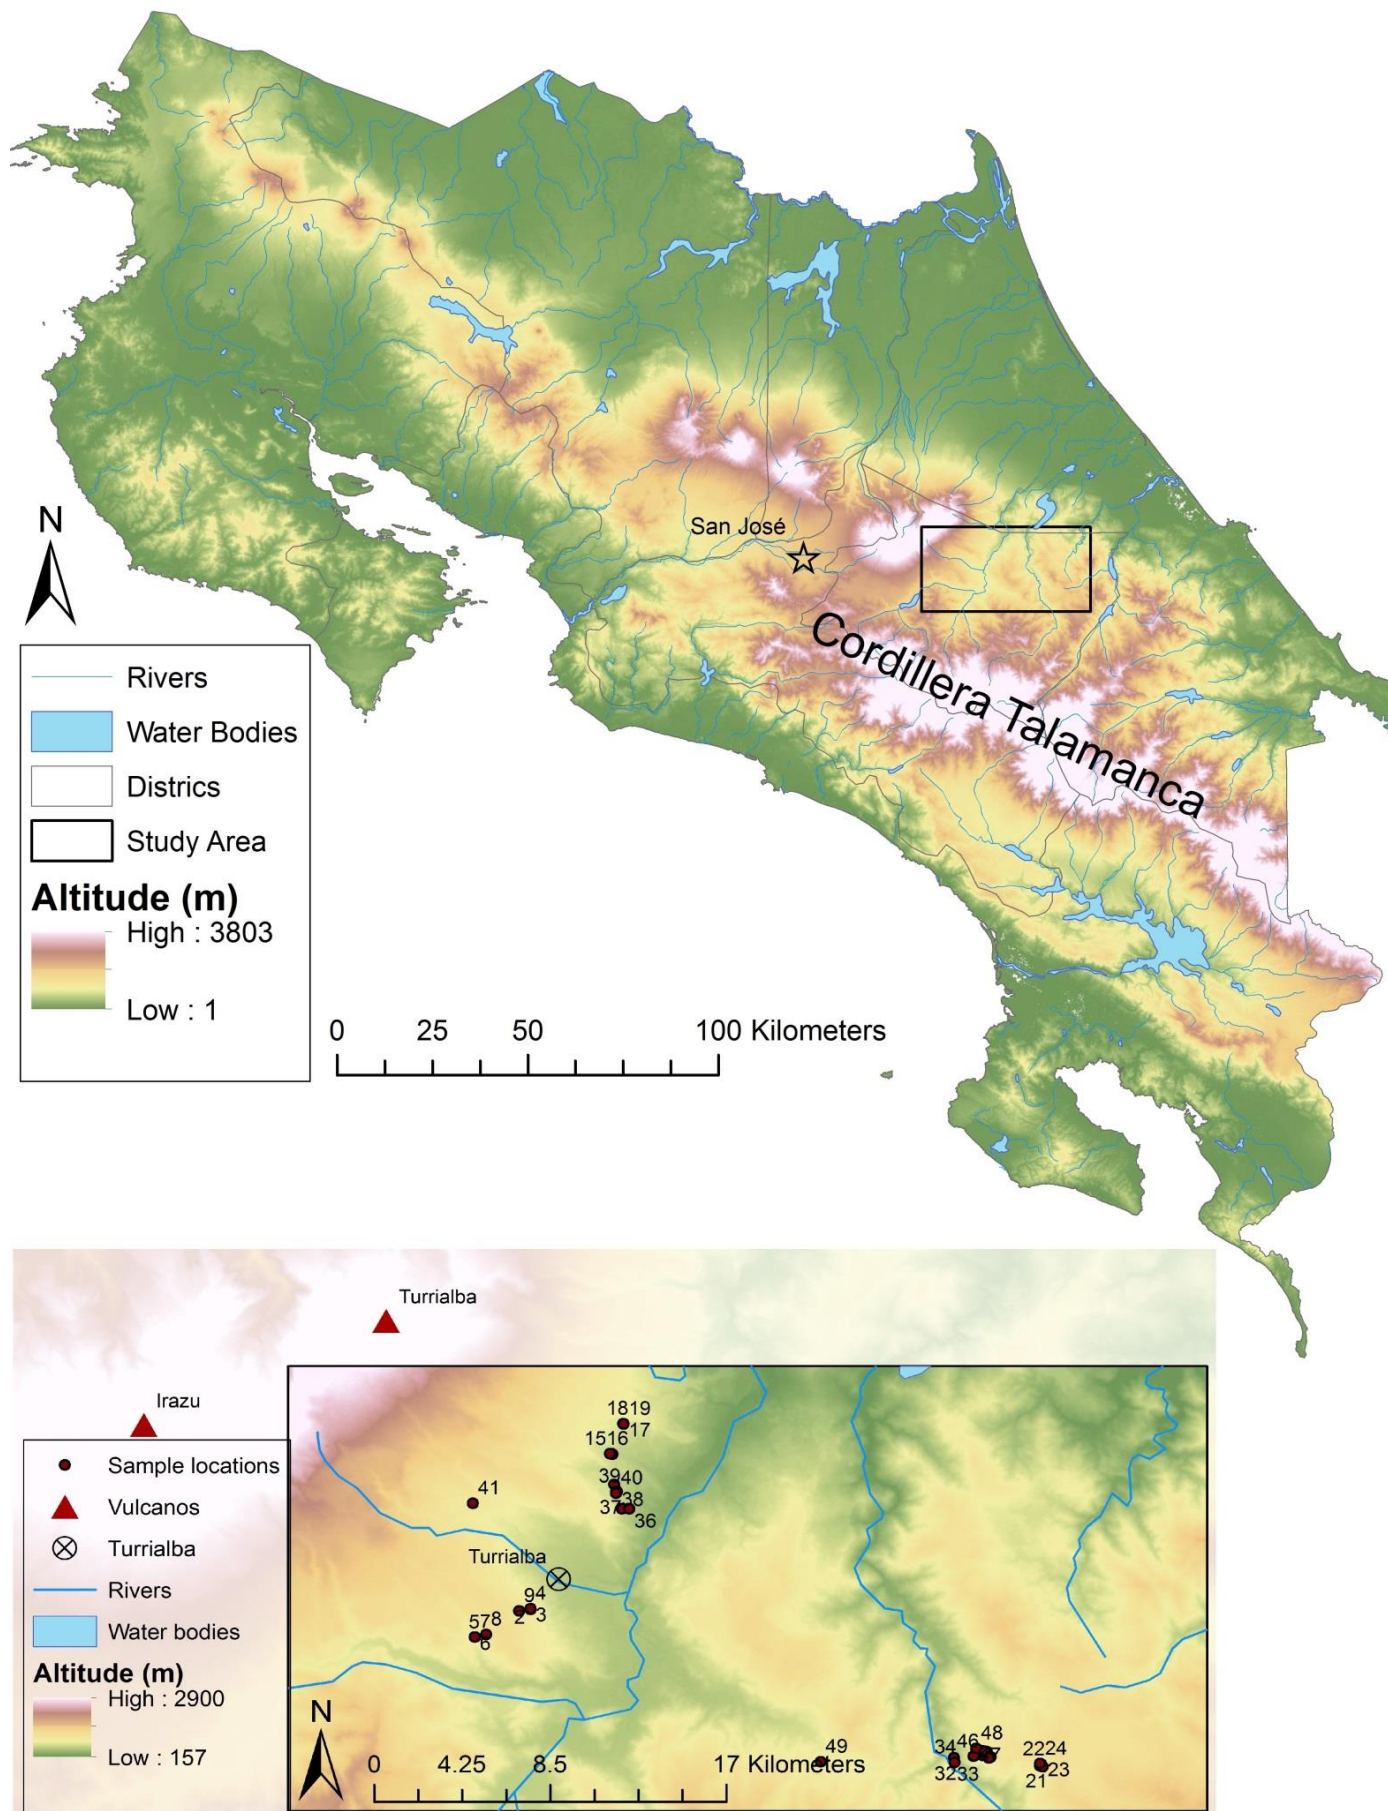 San José
Cordillera Talamanca
N
Rivers
Water Bodies
Districs
Study Area
Altitude (m)
High : 3803
Low : 1
0 25 50 100 Kilometers
Turrialba
Irazu
Sample locations
Vulcanos
Turrialba
Rivers
Water bodies
Altitude (m)
High : 2900
Low : 157
1819
17
1516
3940
38
37
36
41
Turrialba
94
2 3
578
6
N
0 4.25 8.5 17 Kilometers
49
34 46 48
3233
2224
23
21